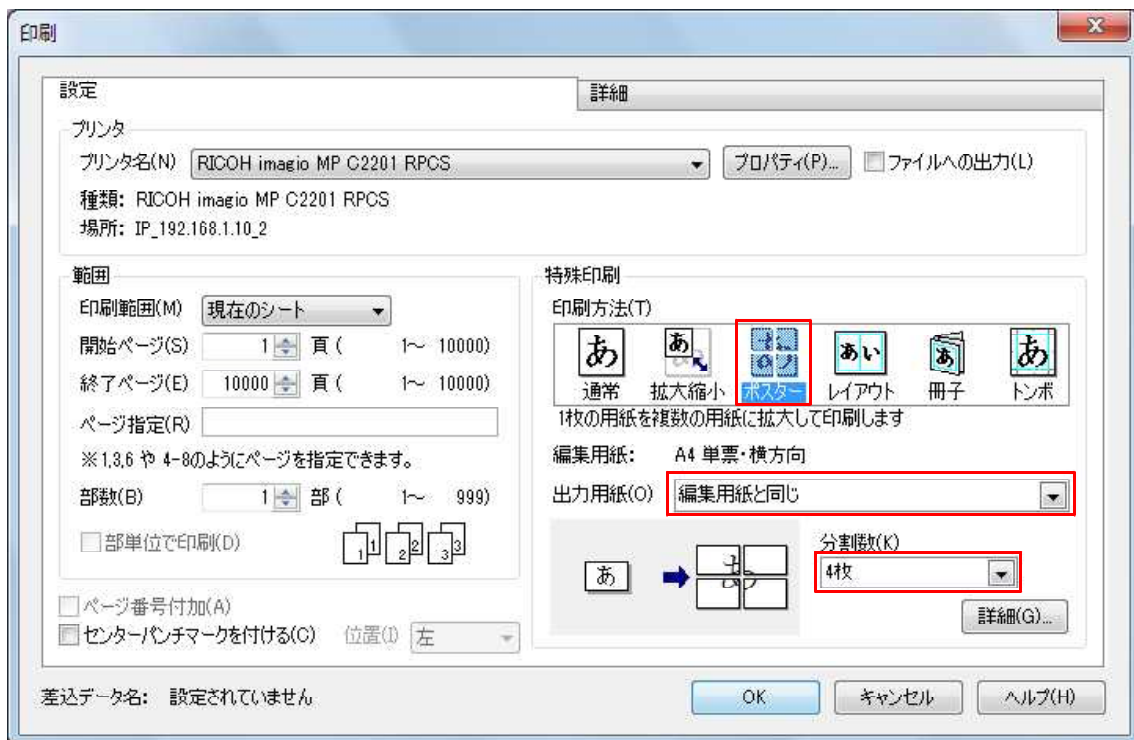 印刷
設定
詳細
プリンタ
プリンタ名(N) RICOH imagio MP C2201 RPCS プロパティ(P)... ファイルへの出力(L)
種類: RICOH imagio MP C2201 RPCS
場所: IP_192.168.1.10_2
範囲
印刷範囲(M) 現在のシート
開始ページ(S) 1 頁 ( 1～ 10000)
終了ページ(E) 10000 頁 ( 1～ 10000)
ページ指定(R)
※1,3,6 や 4-8のようにページを指定できます。
部数(B) 1 部 ( 1～ 999)
部単位で印刷(D) 1 1 2 2 3 3
ページ番号付加(A)
センターパンチマークを付ける(C) 位置(I) 左
特殊印刷
印刷方法(T)
あ あ あい あ あ
通常 拡大縮小 ポスター レイアウト 冊子 トンボ
1枚の用紙を複数の用紙に拡大して印刷します
編集用紙: A4 単票・横方向
出力用紙(O) 編集用紙と同じ
あ
分割数(K)
4枚
詳細(G)...
差込データ名: 設定されていません
OK キャンセル ヘルプ(H)